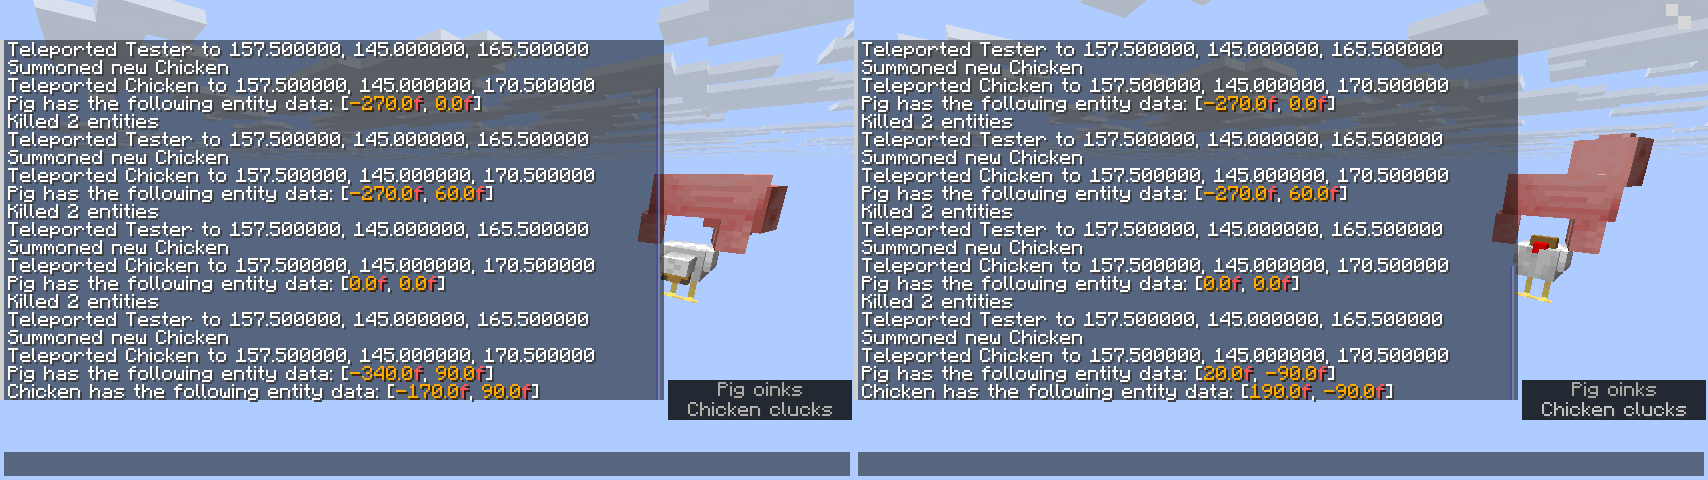 Teleported Tester to 157.500000, 145.000000, 165.500000
Summoned new Chicken
Teleported Chicken to 157.500000, 145.000000, 170.500000
Pig has the following entity data: [-270.0f, 0.0f]
Killed 2 entities
Teleported Tester to 157.500000, 145.000000, 165.500000
Summoned new Chicken
Teleported Chicken to 157.500000, 145.000000, 170.500000
Pig has the following entity data: [-270.0f, 60.0f]
Killed 2 entities
Teleported Tester to 157.500000, 145.000000, 165.500000
Summoned new Chicken
Teleported Chicken to 157.500000, 145.000000, 170.500000
Pig has the following entity data: [0.0f, 0.0f]
Killed 2 entities
Teleported Tester to 157.500000, 145.000000, 165.500000
Summoned new Chicken
Teleported Chicken to 157.500000, 145.000000, 170.500000
Pig has the following entity data: [-340.0f, 90.0f]
Chicken has the following entity data: [-170.0f, 90.0f]
Pig oinks
Chicken clucks
Teleported Tester to 157.500000, 145.000000, 165.500000
Summoned new Chicken
Teleported Chicken to 157.500000, 145.000000, 170.500000
Pig has the following entity data: [-270.0f, 0.0f]
Killed 2 entities
Teleported Tester to 157.500000, 145.000000, 165.500000
Summoned new Chicken
Teleported Chicken to 157.500000, 145.000000, 170.500000
Pig has the following entity data: [-270.0f, 60.0f]
Killed 2 entities
Teleported Tester to 157.500000, 145.000000, 165.500000
Summoned new Chicken
Teleported Chicken to 157.500000, 145.000000, 170.500000
Pig has the following entity data: [0.0f, 0.0f]
Killed 2 entities
Teleported Tester to 157.500000, 145.000000, 165.500000
Summoned new Chicken
Teleported Chicken to 157.500000, 145.000000, 170.500000
Pig has the following entity data: [20.0f, -90.0f]
Chicken has the following entity data: [190.0f, -90.0f]
Pig oinks
Chicken clucks